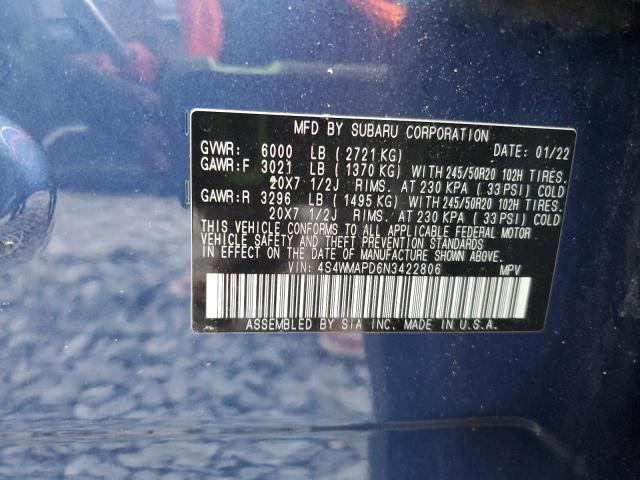 MFD BY SUBARU CORPORATION
GVWR: 6000 LB ( 2721 KG) DATE: 01/22
GAWR:F 3021 LB ( 1370 KG) WITH 245/50R20 102H TIRES.
20X7 1/2J RIMS. AT 230 KPA ( 33 PSI) COLD
GAWR:R 3296 LB ( 1495 KG) WITH 245/50R20 102H TIRES.
20X7 1/2J RIMS. AT 230 KPA ( 33 PSI) COLD
THIS VEHICLE CONFORMS TO ALL APPLICABLE FEDERAL MOTOR
VEHICLE SAFETY AND THEFT PREVENTION STANDARDS
IN EFFECT ON THE DATE OF MANUFACTURE SHOWN ABOVE.
VIN: 4S4WMAPD6N3422806 MPV
ASSEMBLED BY SIA INC. MADE IN U.S.A.